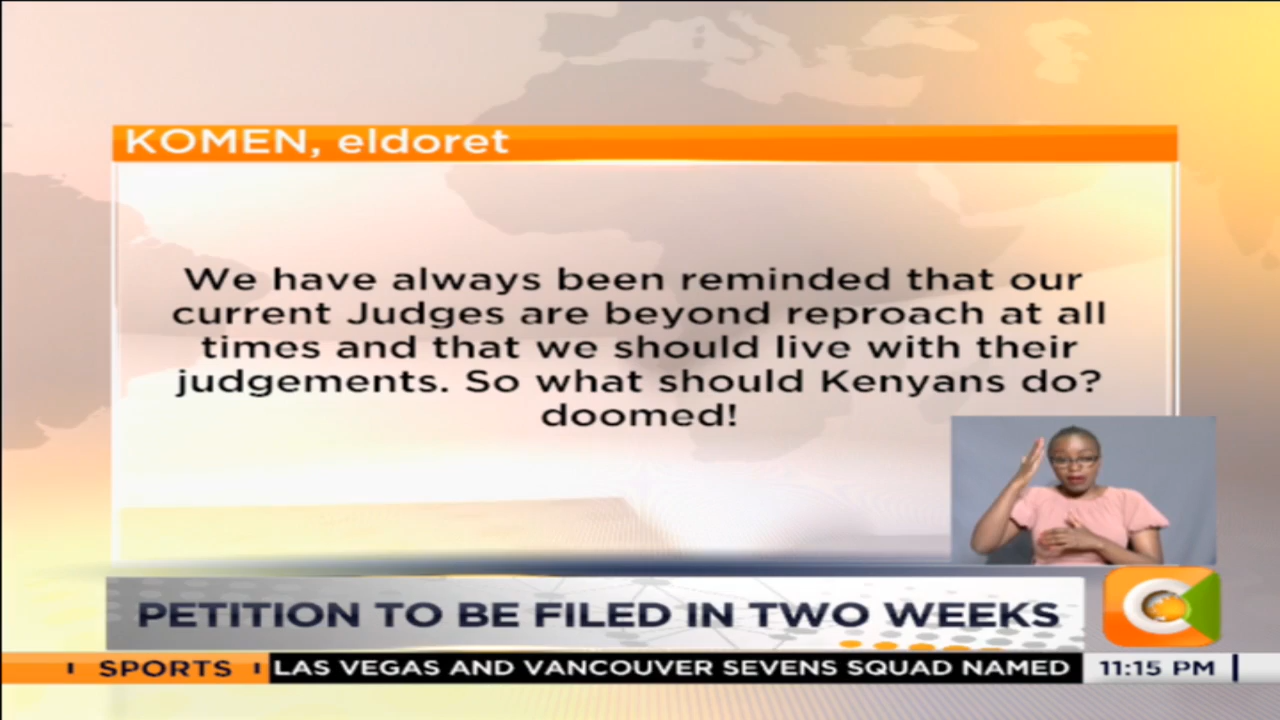 KOMEN, eldoret
We have always been reminded that our
current Judges are beyond reproach at all
times and that we should live with their
judgements. So what should Kenyans do?
doomed!
PETITION TO BE FILED IN TWO WEEKS
SPORTS
LAS VEGAS AND VANCOUVER SEVENS SQUAD NAMED
11:15 PM